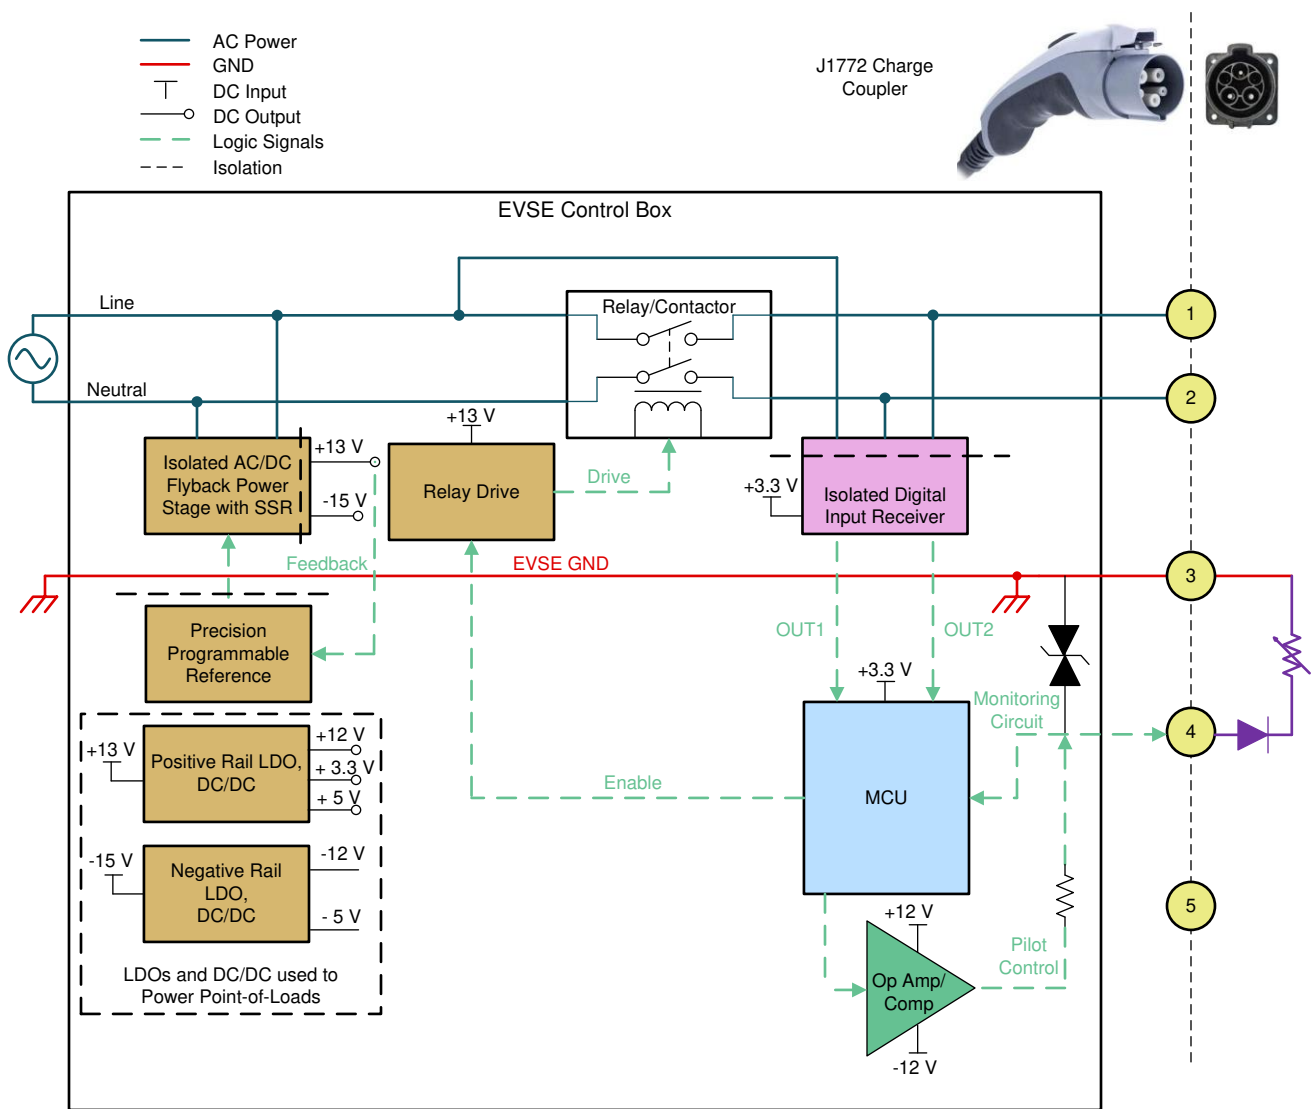 AC Power
GND
DC Input
DC Output
Logic Signals
Isolation
J1772 Charge
Coupler
EVSE Control Box
Line
Neutral
Relay/Contactor
1
2
+13 V
-15 V
Isolated AC/DC
Flyback Power
Stage with SSR
+13 V
Relay Drive
Drive
+3.3 V
Isolated Digital
Input Receiver
Feedback
EVSE GND
3
Precision
Programmable
Reference
OUT1
OUT2
+3.3 V
Monitoring
Circuit
4
+13 V
Positive Rail LDO,
DC/DC
+12 V
+ 3.3 V
+ 5 V
Enable
MCU
-15 V
Negative Rail
LDO,
DC/DC
-12 V
- 5 V
LDOs and DC/DC used to
Power Point-of-Loads
+12 V
Op Amp/
Comp
-12 V
Pilot
Control
5